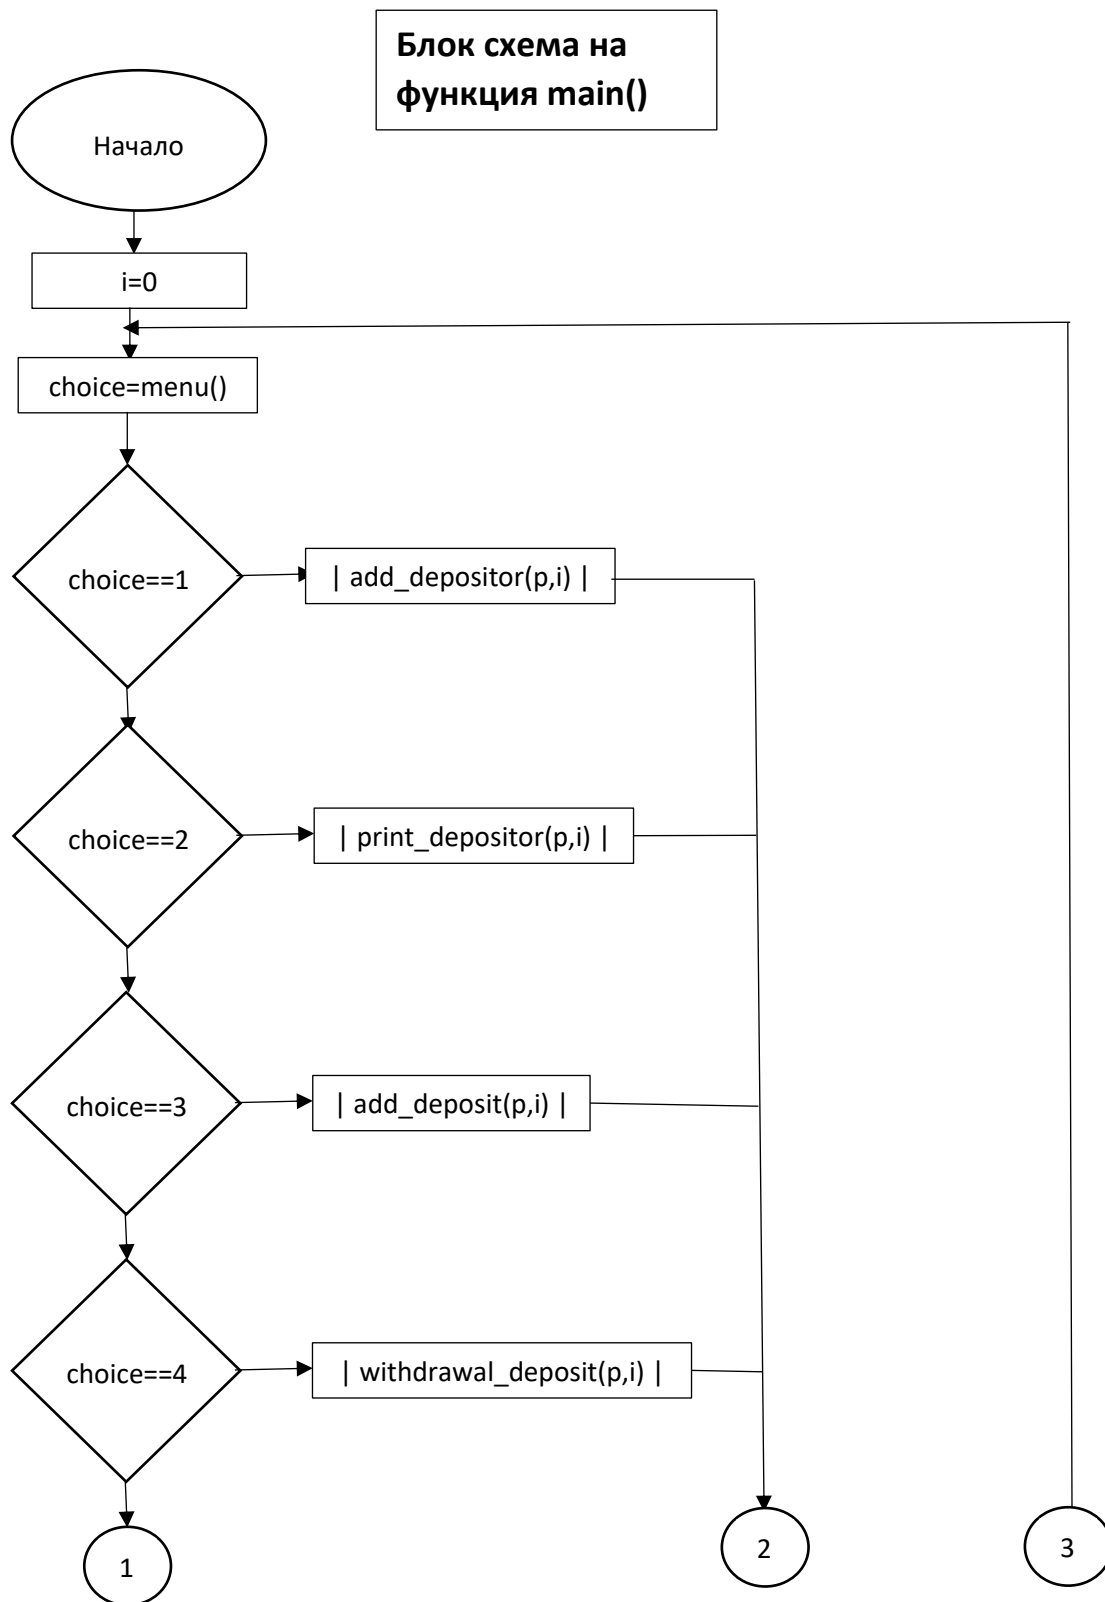 Блок схема на
функция main()
Начало
i=0
choice=menu()
choice==1
| add_depositor(p,i) |
choice==2
| print_depositor(p,i) |
choice==3
| add_deposit(p,i) |
choice==4
| withdrawal_deposit(p,i) |
1
2
3